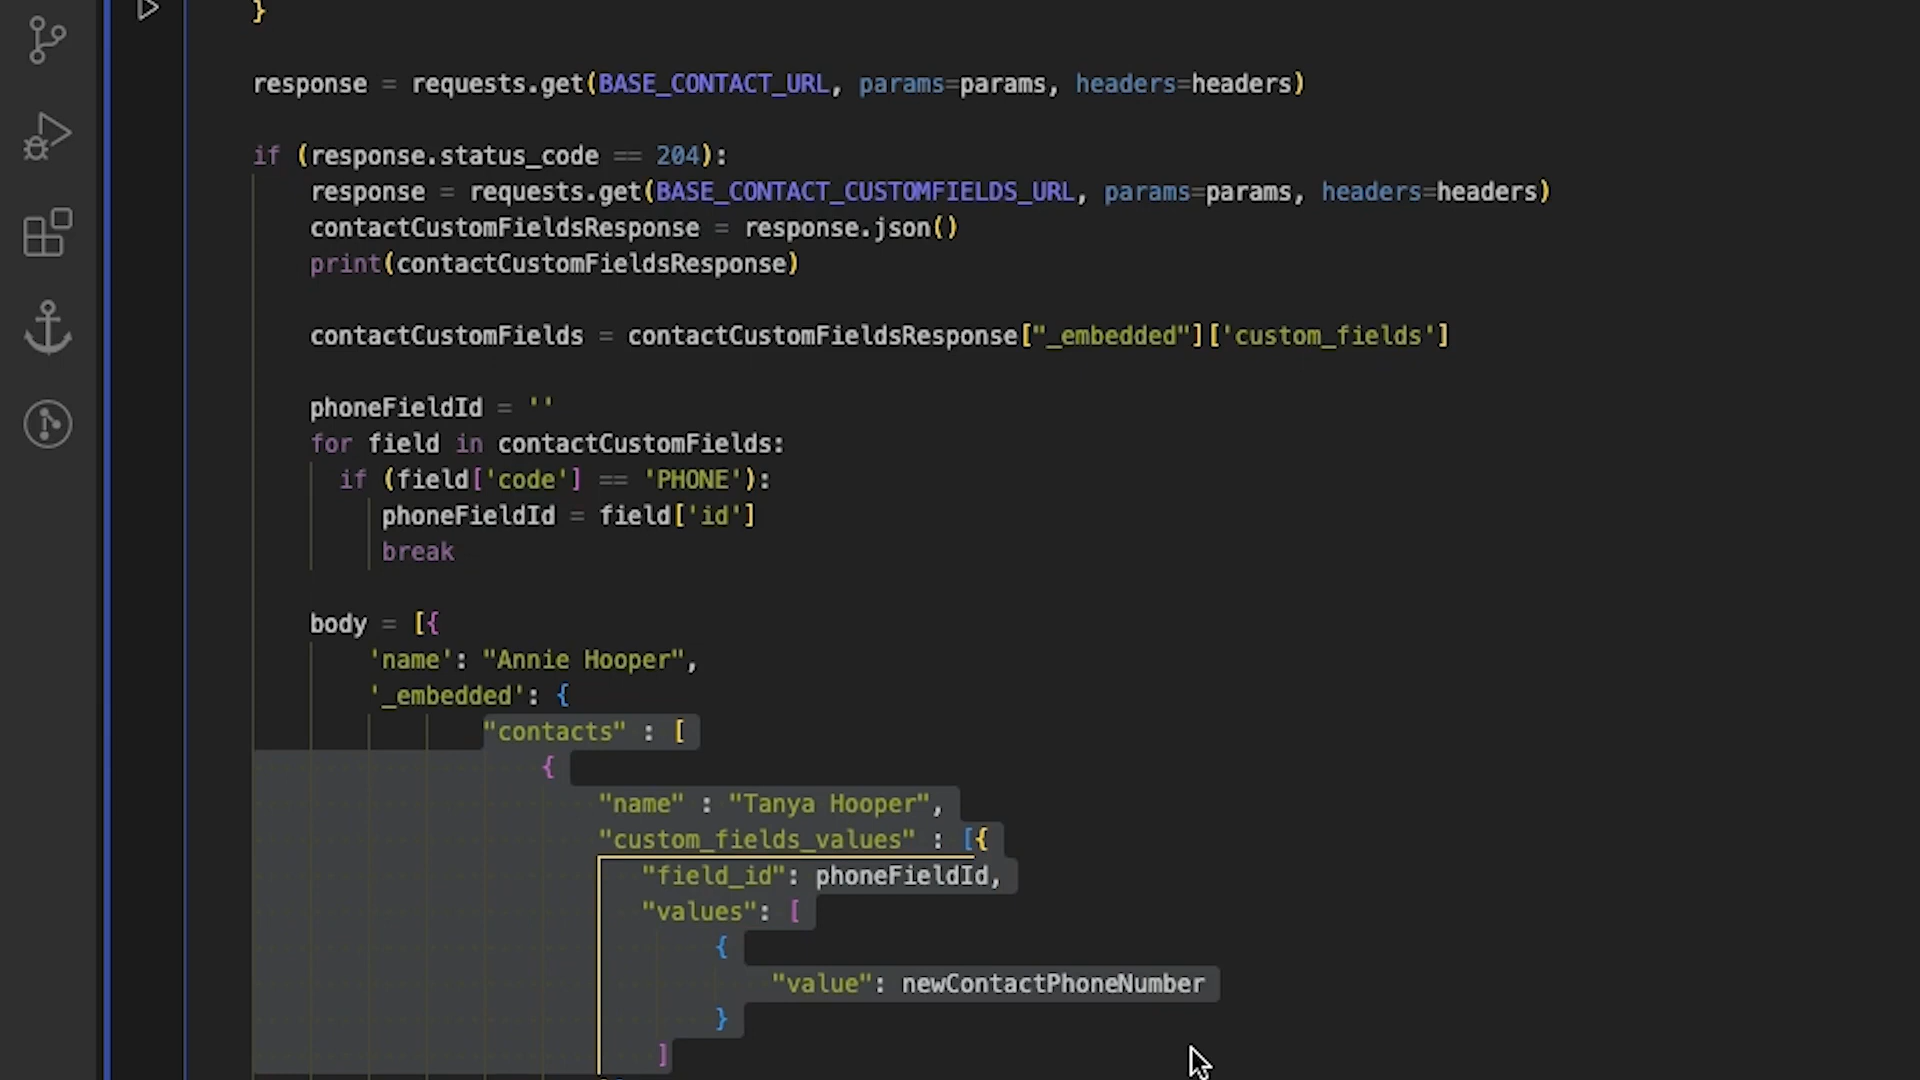 }
response = requests.get(BASE_CONTACT_URL, params=params, headers=headers)
if (response.status_code == 204):
response = requests.get(BASE_CONTACT_CUSTOMFIELDS_URL, params=params, headers=headers)
contactCustomFieldsResponse = response.json()
print(contactCustomFieldsResponse)
contactCustomFields = contactCustomFieldsResponse["_embedded"]['custom_fields']
phoneFieldId = ''
for field in contactCustomFields:
if (field['code'] == 'PHONE'):
phoneFieldId = field['id']
break
body = [{
'name': "Annie Hooper",
'_embedded': {
"contacts" : [
{
"name" : "Tanya Hooper",
"custom_fields_values" : [{
"field_id": phoneFieldId,
"values": [
{
"value": newContactPhoneNumber
}
]